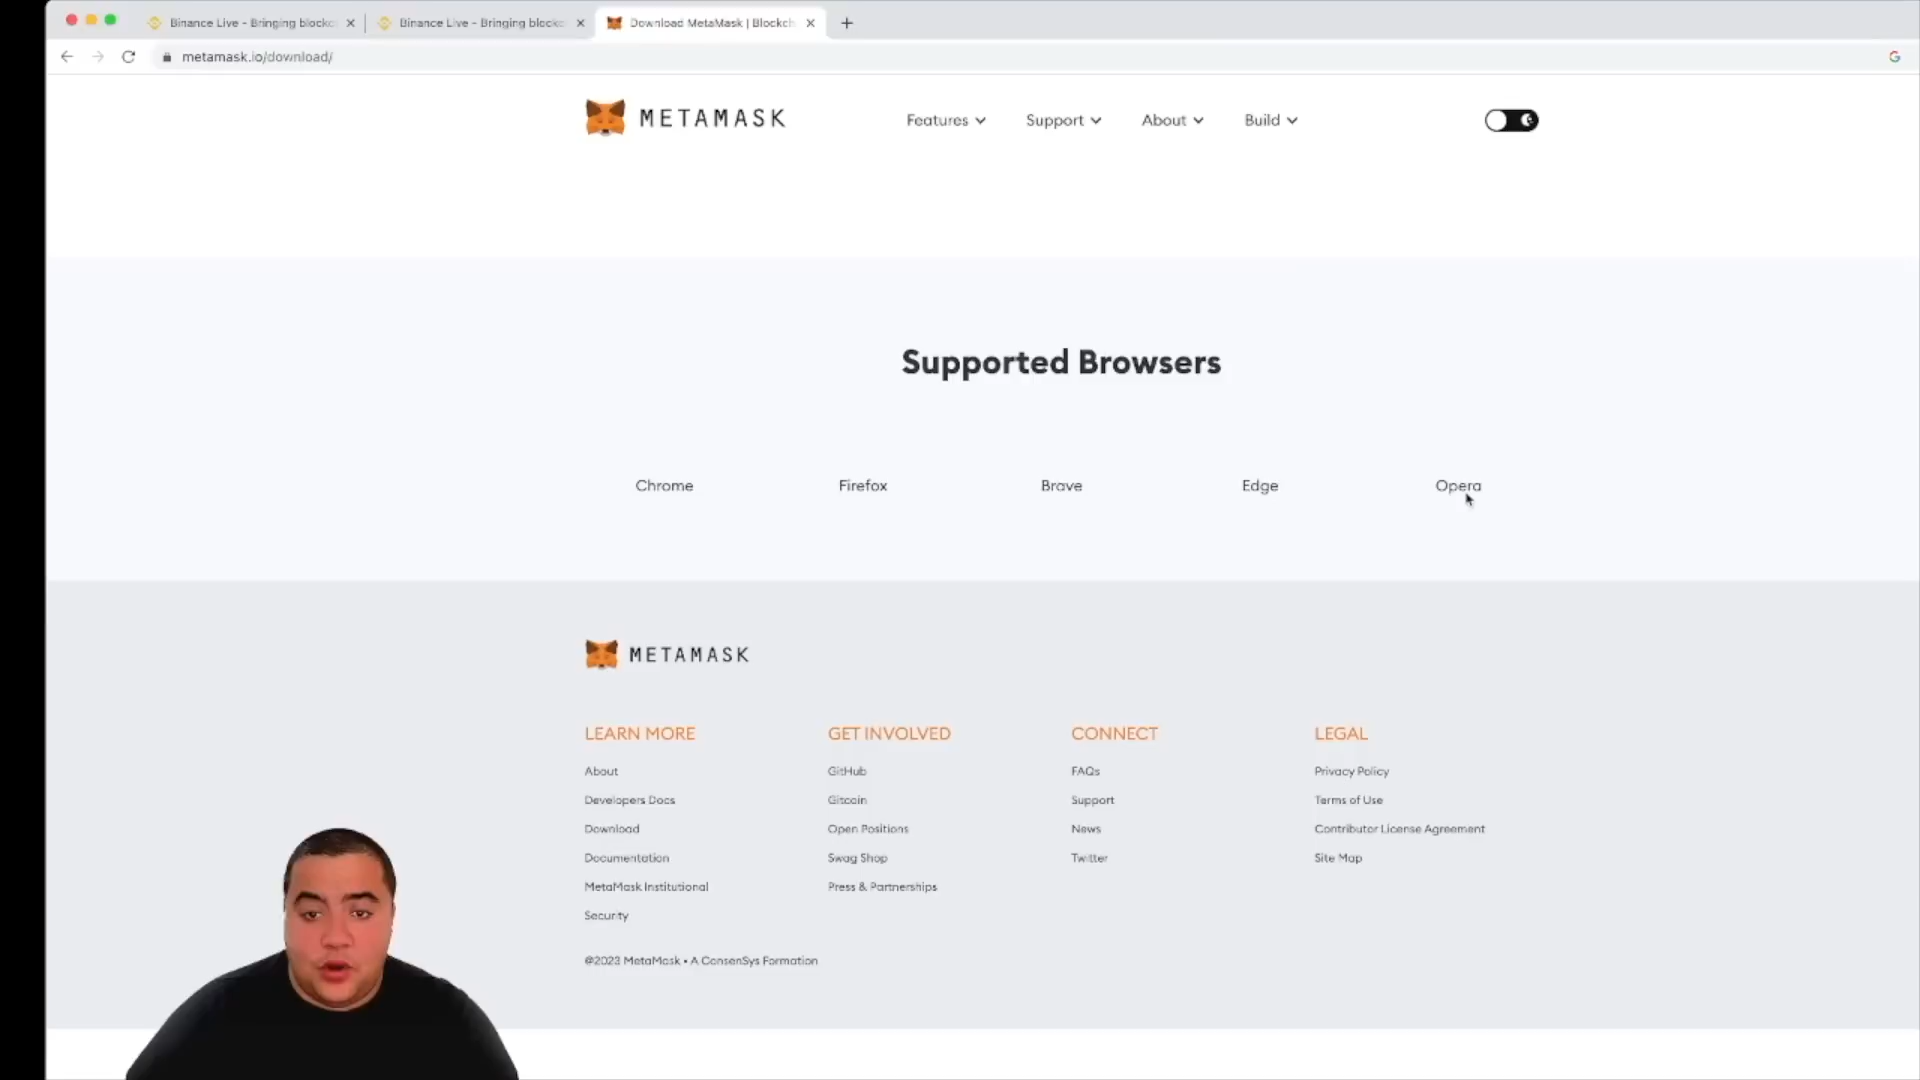 Binance Live - Bringing blockc
Binance Live - Bringing blockc
Download MetaMask | Blockch
metamask.io/download/
METAMASK
Features
Support
About
Build
Supported Browsers
Chrome
Firefox
Brave
Edge
Opera
METAMASK
LEARN MORE
About
Developers Docs
Download
Documentation
MetaMask Institutional
Security
GET INVOLVED
GitHub
Gitcoin
Open Positions
Swag Shop
Press & Partnerships
CONNECT
FAQs
Support
News
Twitter
LEGAL
Privacy Policy
Terms of Use
Contributor License Agreement
Site Map
©2023 MetaMask • A ConsenSys Formation